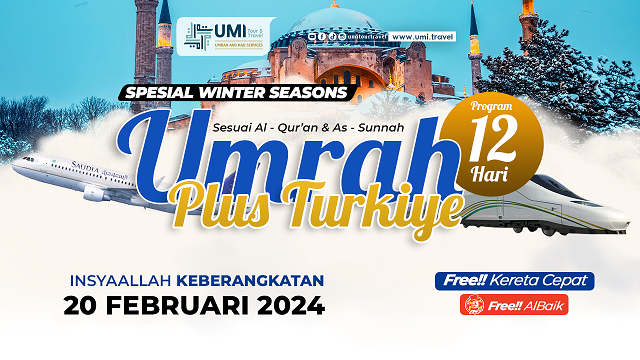 UMI Tour & Travel
UMRAH AND HAJJ SERVICES
umitourtravel www.umi.travel
SPESIAL WINTER SEASONS
Sesuai Al - Qur'an & As - Sunnah
Umrah
Plus Turkiye
Program
12
Hari
SAUDIA السعودية
INSYAALLAH KEBERANGKATAN
20 FEBRUARI 2024
Free!! Kereta Cepat
Free!! AlBaik